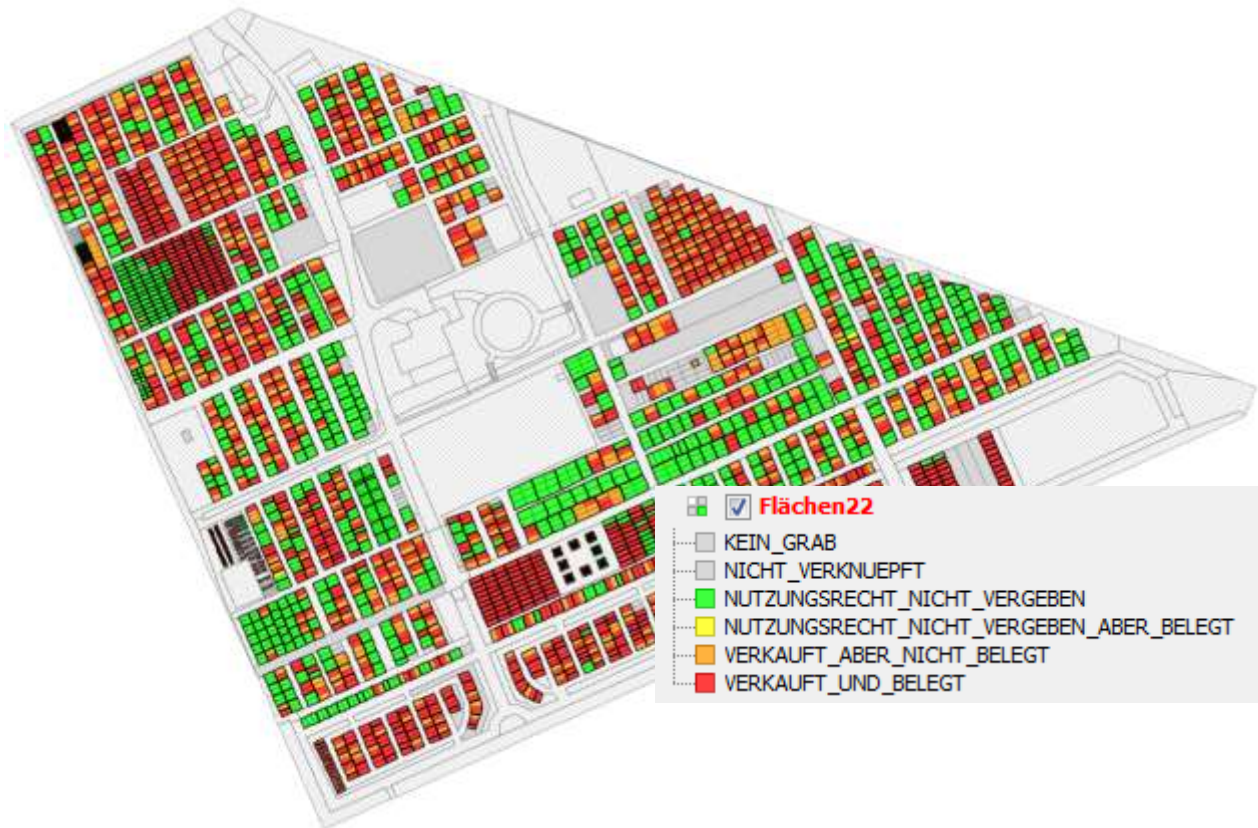 Flächen22
KEIN_GRAB
NICHT_VERKNUEPFT
NUTZUNGSRECHT_NICHT_VERGEBEN
NUTZUNGSRECHT_NICHT_VERGEBEN_ABER_BELEGT
VERKAUFT_ABER_NICHT_BELEGT
VERKAUFT_UND_BELEGT